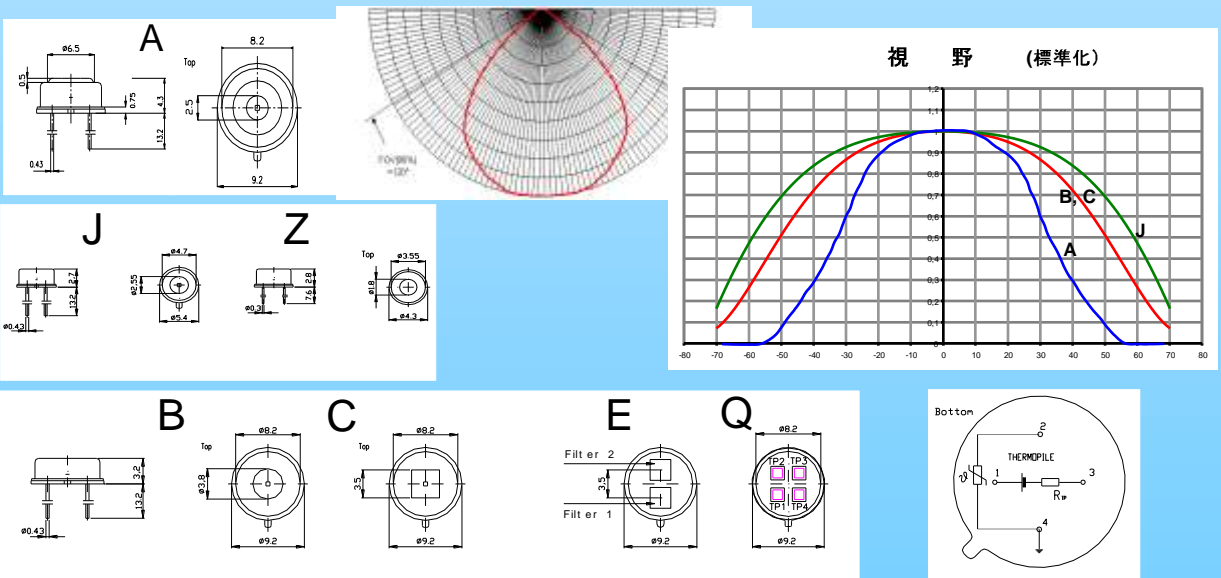 A
ø6.5
0.5
0.75
4.3
13.2
0.43
Top
8.2
2.5
9.2
視 野 (標準化)
1,2
1,1
1
0,9
0,8
0,7
0,6
0,5
0,4
0,3
0,2
0,1
0
-80 -70 -60 -50 -40 -30 -20 -10 0 10 20 30 40 50 60 70 80
B, C
J
A
J
2.7
13.2
ø0.43
ø4.7
ø2.55
ø5.4
Z
2.8
7.6
ø0.3
Top
ø3.55
ø1.8
ø4.3
B
3.2
13.2
ø0.43
Top
ø8.2
ø3.8
ø9.2
C
Top
ø8.2
3.5
ø9.2
E
Filter 2
3.5
Filter 1
ø9.2
Q
ø8.2
TP2 TP3
TP1 TP4
ø9.2
Bottom
2
THERMOPILE
1
3
RTP
4